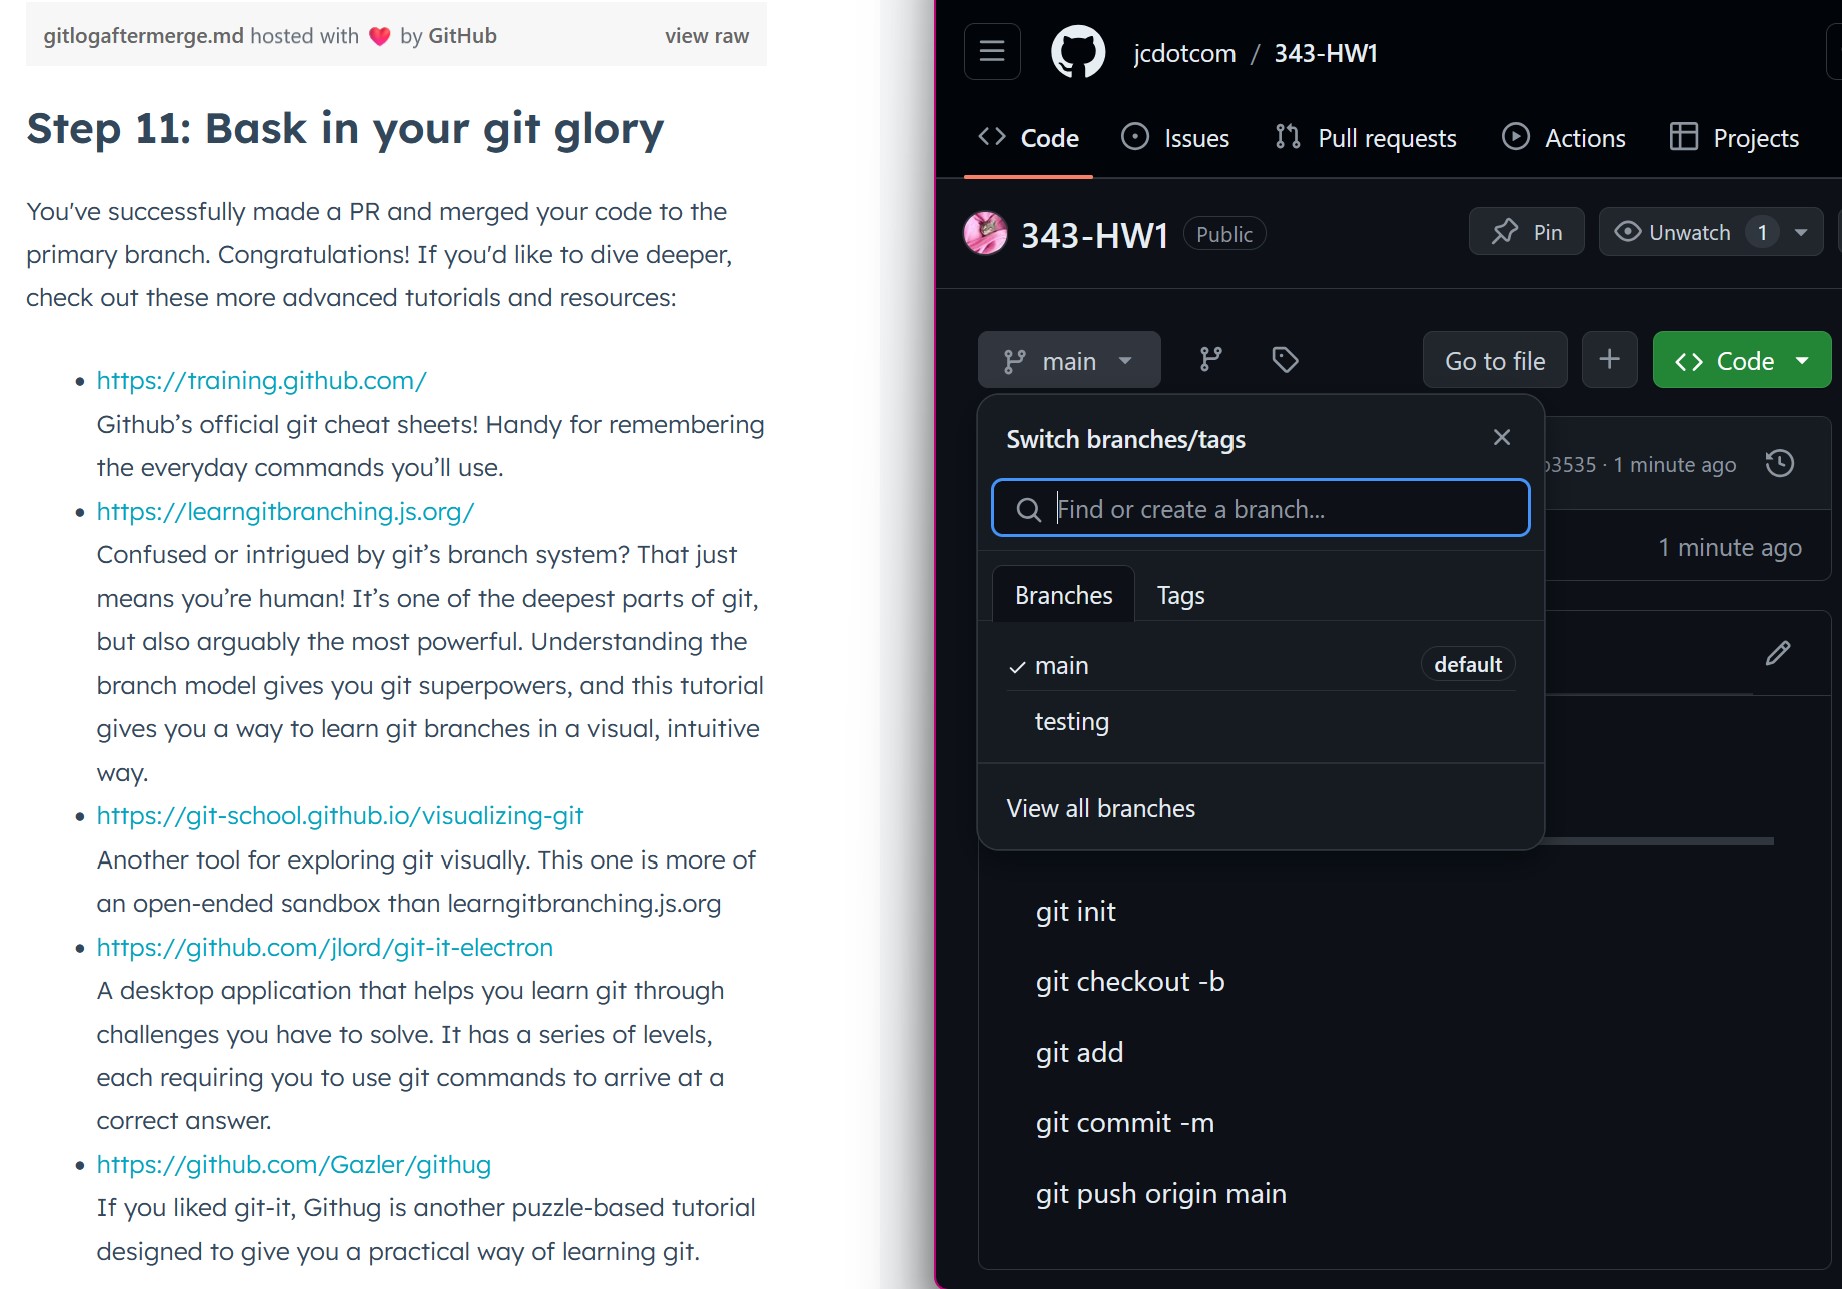 gitlogaftermerge.md hosted with ❤ by GitHub
view raw
Step 11: Bask in your git glory
You've successfully made a PR and merged your code to the
primary branch. Congratulations! If you'd like to dive deeper,
check out these more advanced tutorials and resources:
https://training.github.com/
Github’s official git cheat sheets! Handy for remembering
the everyday commands you’ll use.
https://learngitbranching.js.org/
Confused or intrigued by git’s branch system? That just
means you’re human! It’s one of the deepest parts of git,
but also arguably the most powerful. Understanding the
branch model gives you git superpowers, and this tutorial
gives you a way to learn git branches in a visual, intuitive
way.
https://git-school.github.io/visualizing-git
Another tool for exploring git visually. This one is more of
an open-ended sandbox than learngitbranching.js.org
https://github.com/jlord/git-it-electron
A desktop application that helps you learn git through
challenges you have to solve. It has a series of levels,
each requiring you to use git commands to arrive at a
correct answer.
https://github.com/Gazler/githug
If you liked git-it, Githug is another puzzle-based tutorial
designed to give you a practical way of learning git.
jcdotcom / 343-HW1
Code Issues Pull requests Actions Projects
343-HW1 Public Pin Unwatch 1
main Go to file Code
Switch branches/tags
3535 · 1 minute ago
Find or create a branch...
1 minute ago
Branches Tags
main default
testing
View all branches
git init
git checkout -b
git add
git commit -m
git push origin main